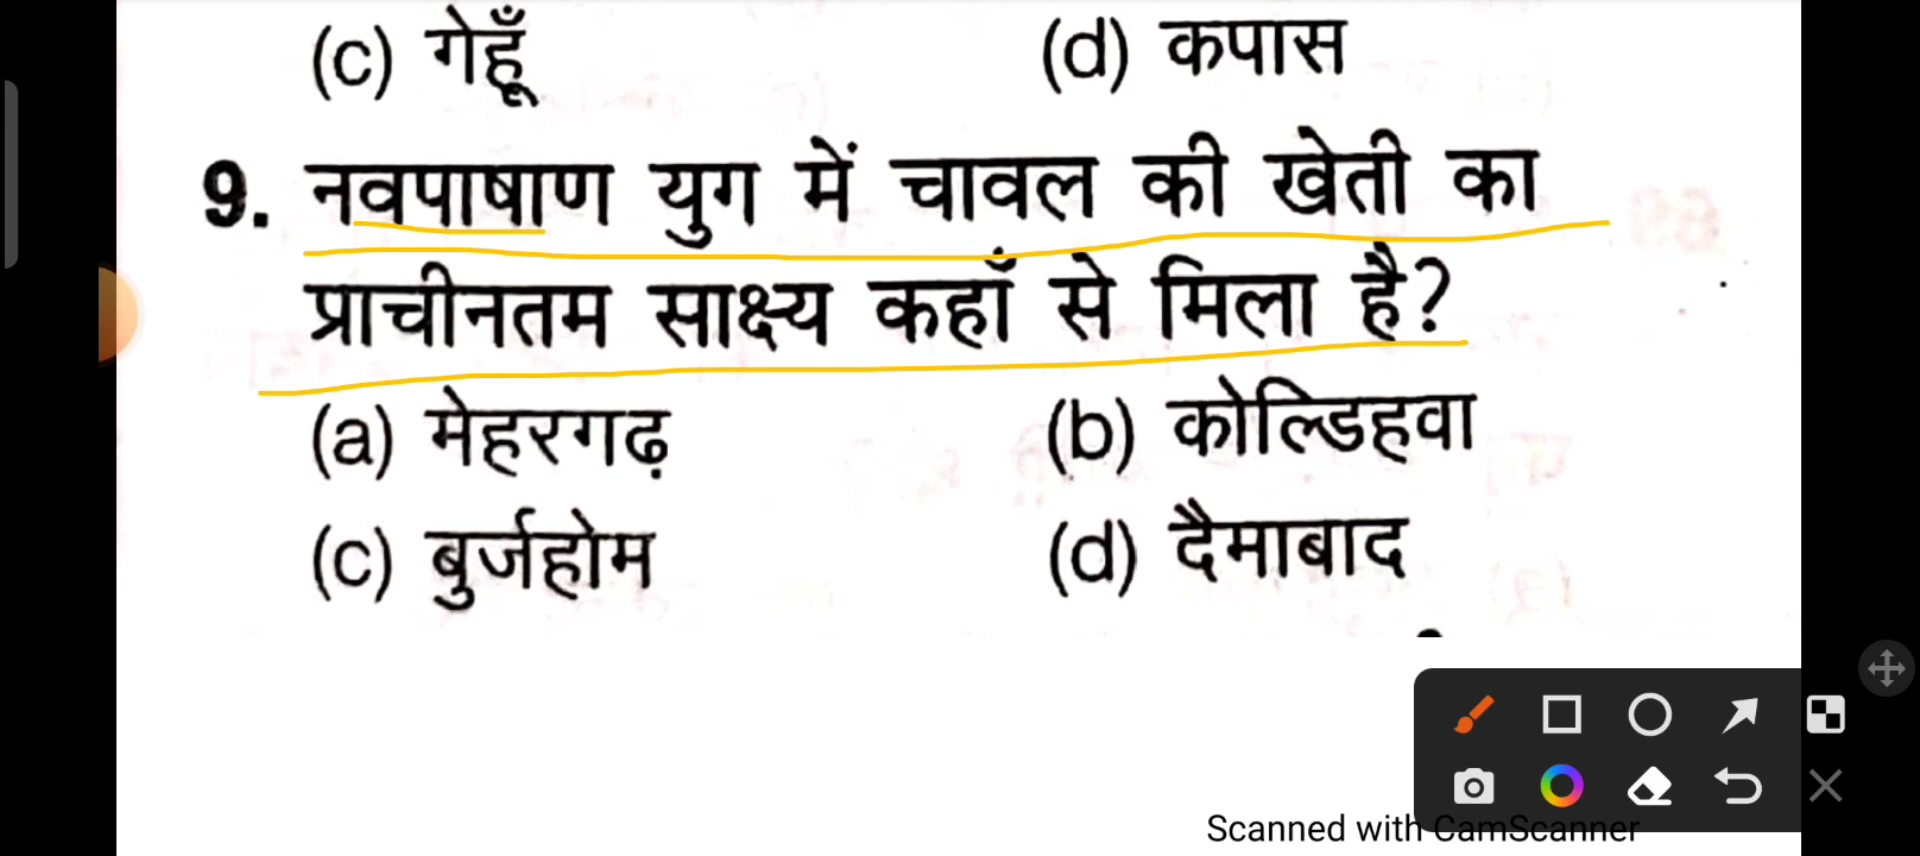 (c) गेहूँ (d) कपास
9. नवपाषाण युग में चावल की खेती का
प्राचीनतम साक्ष्य कहाँ से मिला है?
(a) मेहरगढ़ (b) कोल्डिहवा
(c) बुर्जहोम (d) दैमाबाद
Scanned with CamScanner